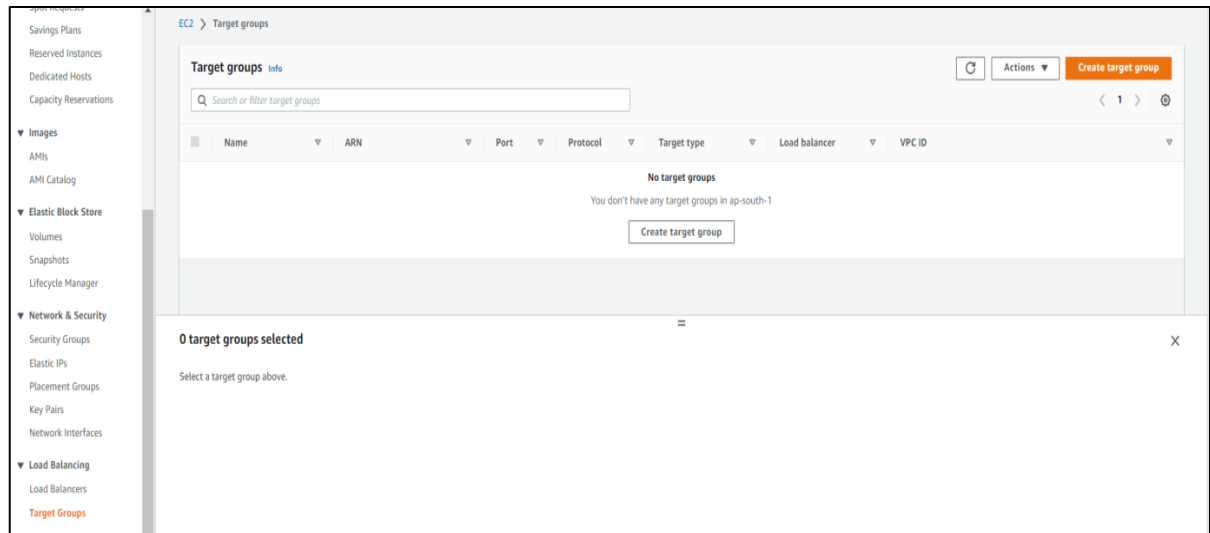 Spot Requests
Savings Plans
Reserved Instances
Dedicated Hosts
Capacity Reservations
▼ Images
AMIs
AMI Catalog
▼ Elastic Block Store
Volumes
Snapshots
Lifecycle Manager
▼ Network & Security
Security Groups
Elastic IPs
Placement Groups
Key Pairs
Network Interfaces
▼ Load Balancing
Load Balancers
Target Groups
EC2 > Target groups
Target groups Info
Actions ▼
Create target group
Search or filter target groups
< 1 >
Name ARN Port Protocol Target type Load balancer VPC ID
No target groups
You don't have any target groups in ap-south-1
Create target group
0 target groups selected
X
Select a target group above.